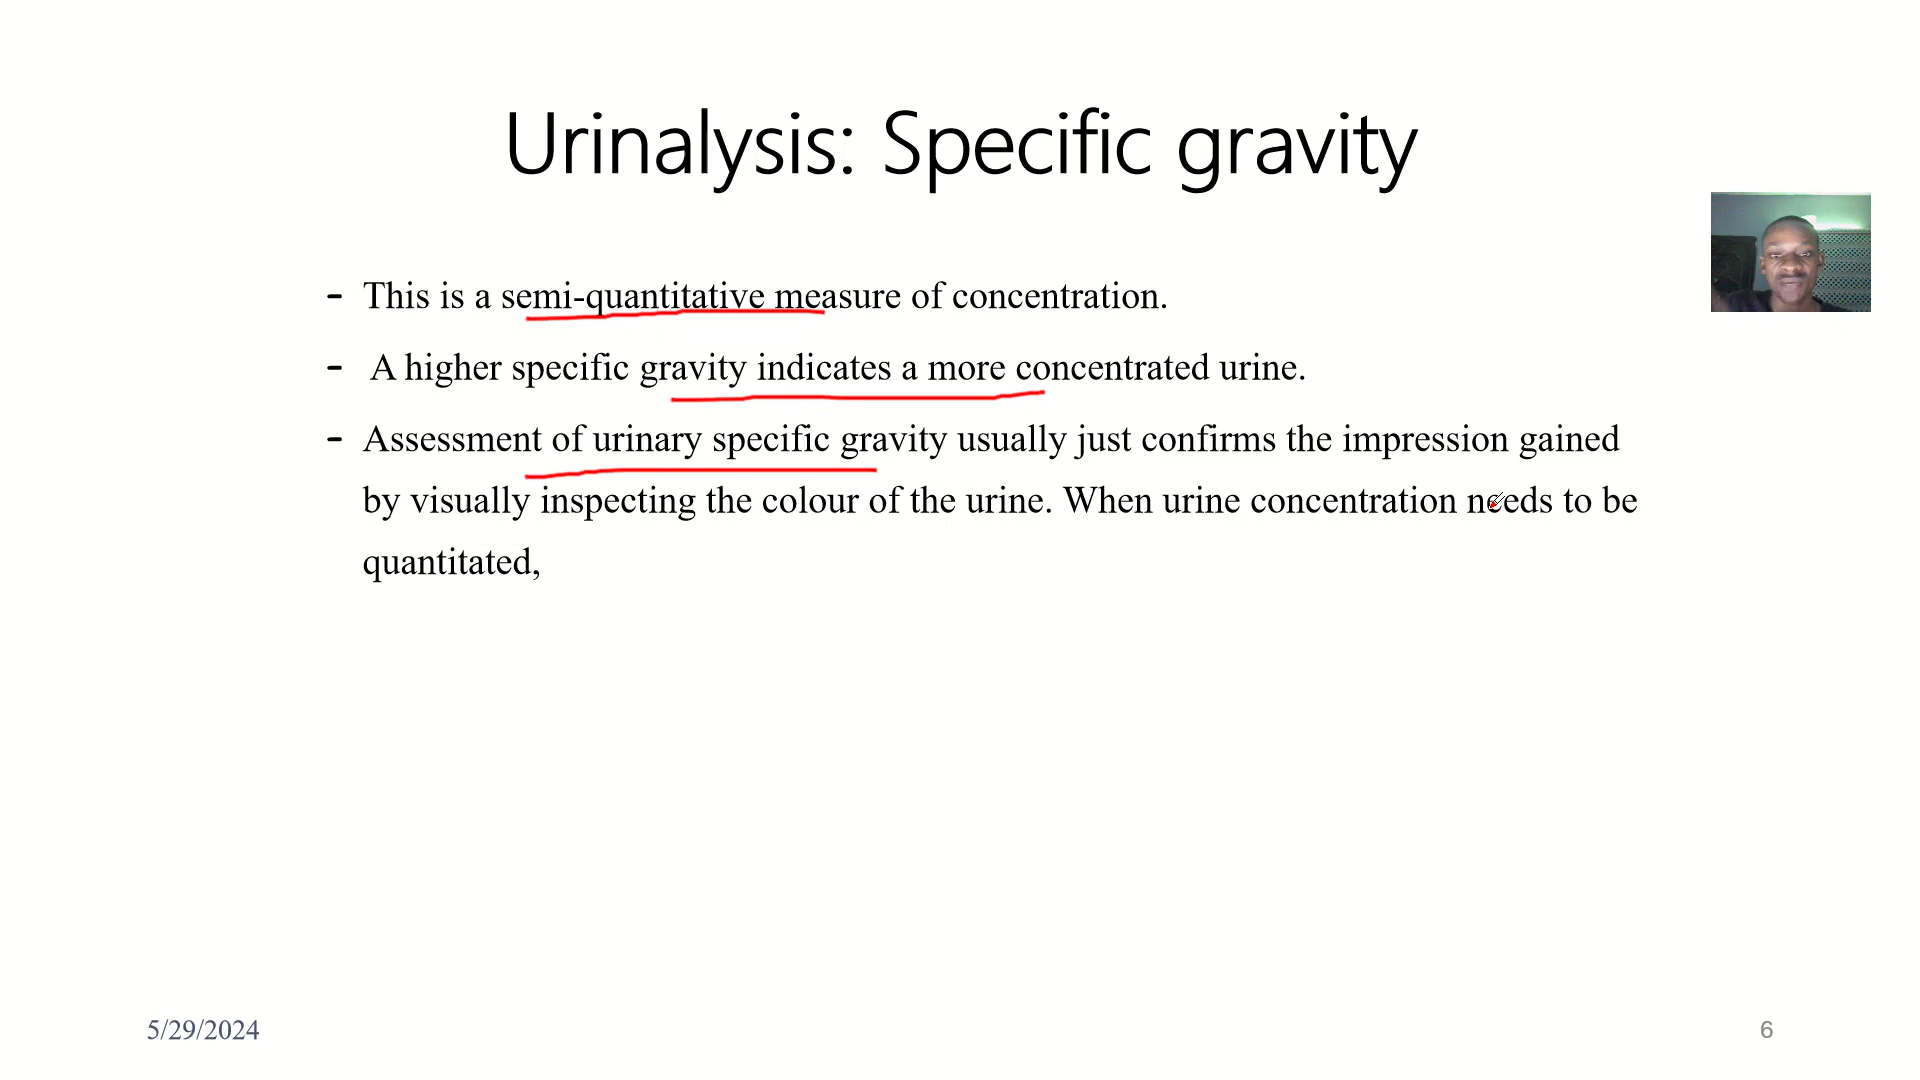 Urinalysis: Specific gravity
- This is a semi-quantitative measure of concentration.
- A higher specific gravity indicates a more concentrated urine.
- Assessment of urinary specific gravity usually just confirms the impression gained
by visually inspecting the colour of the urine. When urine concentration needs to be
quantitated,
5/29/2024
6